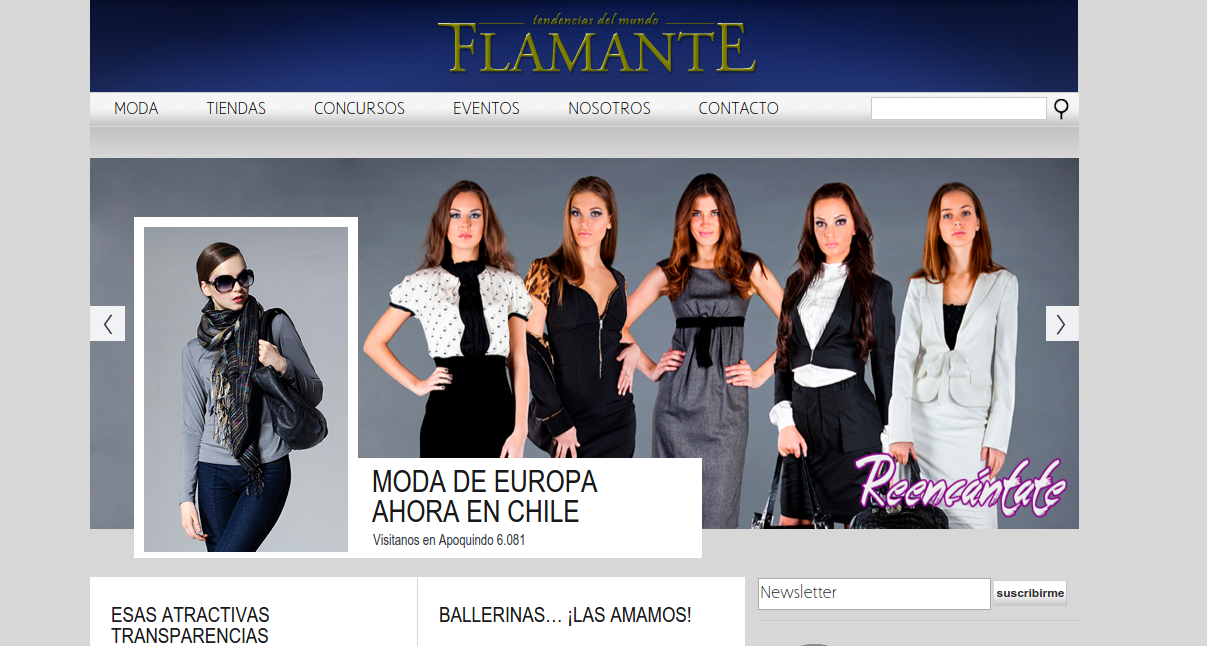 tendencias del mundo
FLAMANTE
MODA TIENDAS CONCURSOS EVENTOS NOSOTROS CONTACTO
Reencántate
MODA DE EUROPA
AHORA EN CHILE
Visitanos en Apoquindo 6.081
ESAS ATRACTIVAS
TRANSPARENCIAS
BALLERINAS… ¡LAS AMAMOS!
Newsletter
suscribirme